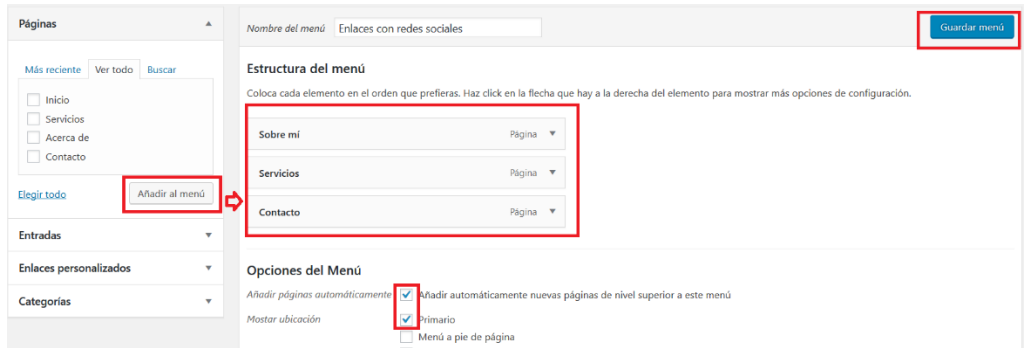 Páginas
Más reciente Ver todo Buscar
Inicio
Servicios
Acerca de
Contacto
Elegir todo Añadir al menú
Entradas
Enlaces personalizados
Categorías
Nombre del menú Enlaces con redes sociales Guardar menú
Estructura del menú
Coloca cada elemento en el orden que prefieras. Haz click en la flecha que hay a la derecha del elemento para mostrar más opciones de configuración.
Sobre mí Página
Servicios Página
Contacto Página
Opciones del Menú
Añadir páginas automáticamente Añadir automáticamente nuevas páginas de nivel superior a este menú
Mostar ubicación Primario
Menú a pie de página